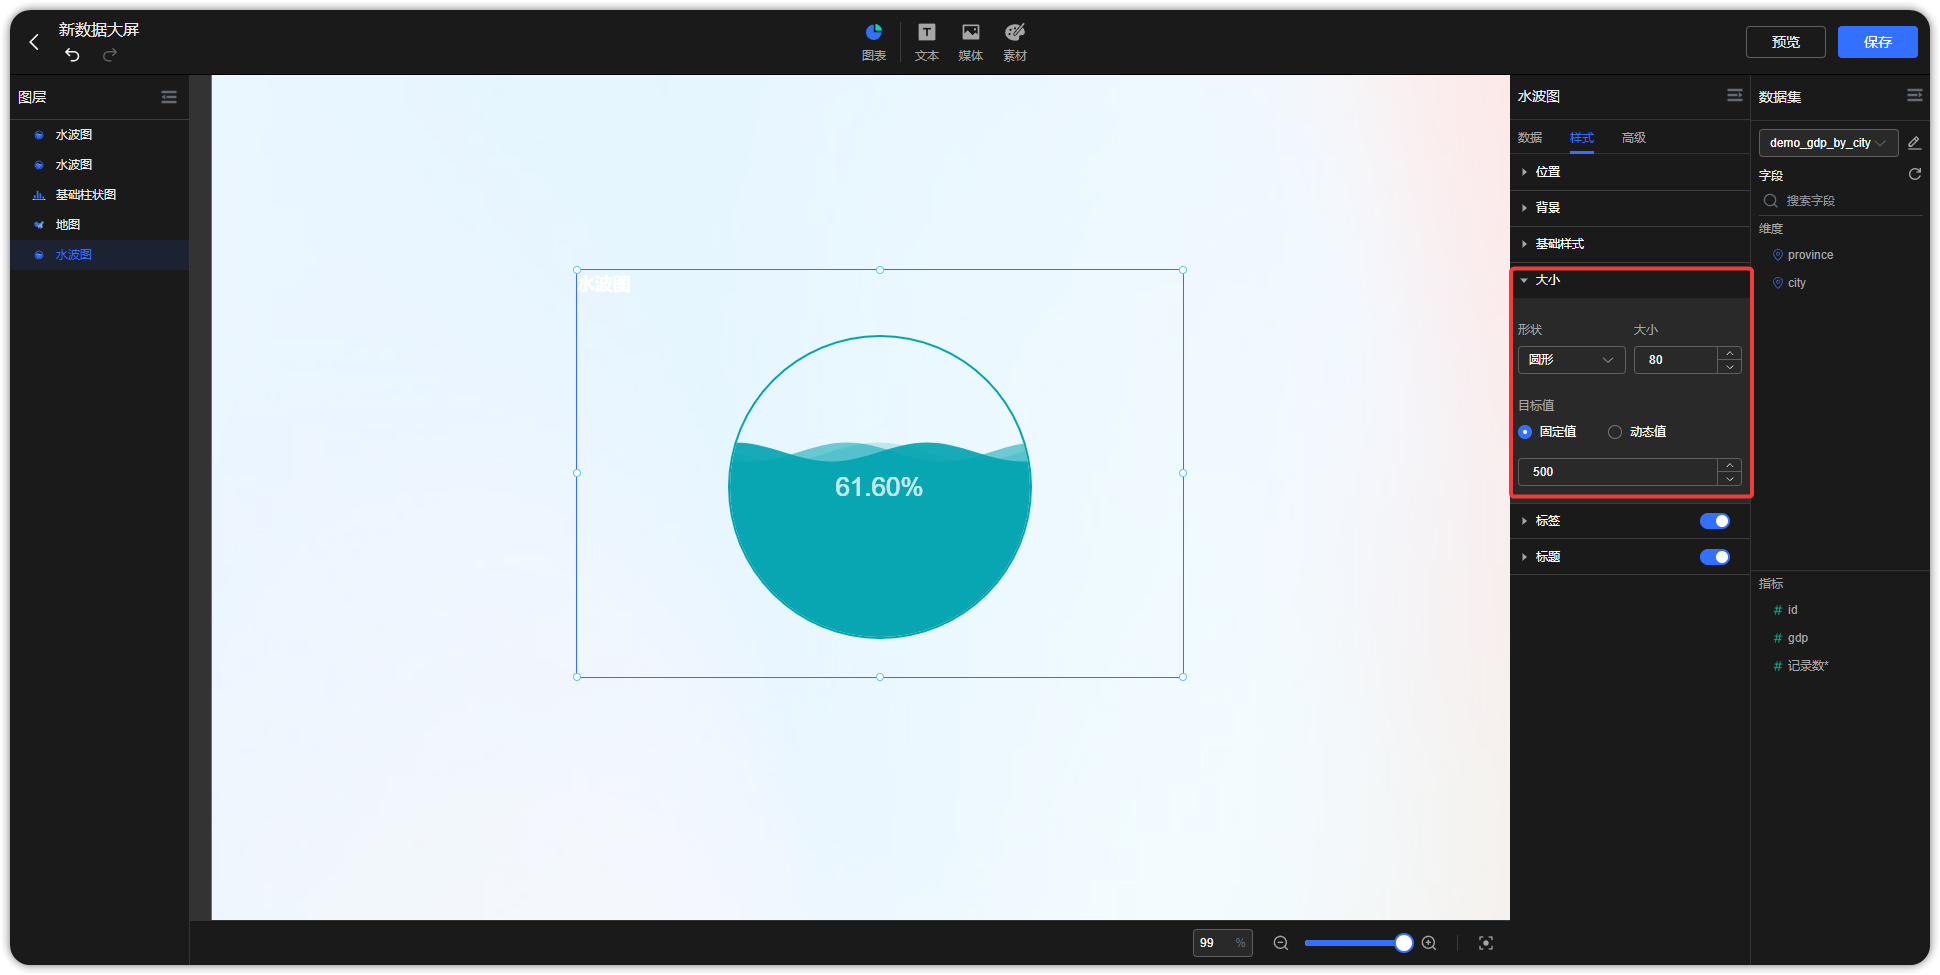 新数据大屏
图表
文本
媒体
素材
预览
保存
图层
水波图
水波图
基础柱状图
地图
水波图
水波图
61.60%
99 %
水波图
数据 样式 高级
位置
背景
基础样式
大小
形状 大小
圆形 80
目标值
固定值 动态值
500
标签
标题
数据集
demo_gdp_by_city
字段
搜索字段
维度
province
city
指标
# id
# gdp
# 记录数*